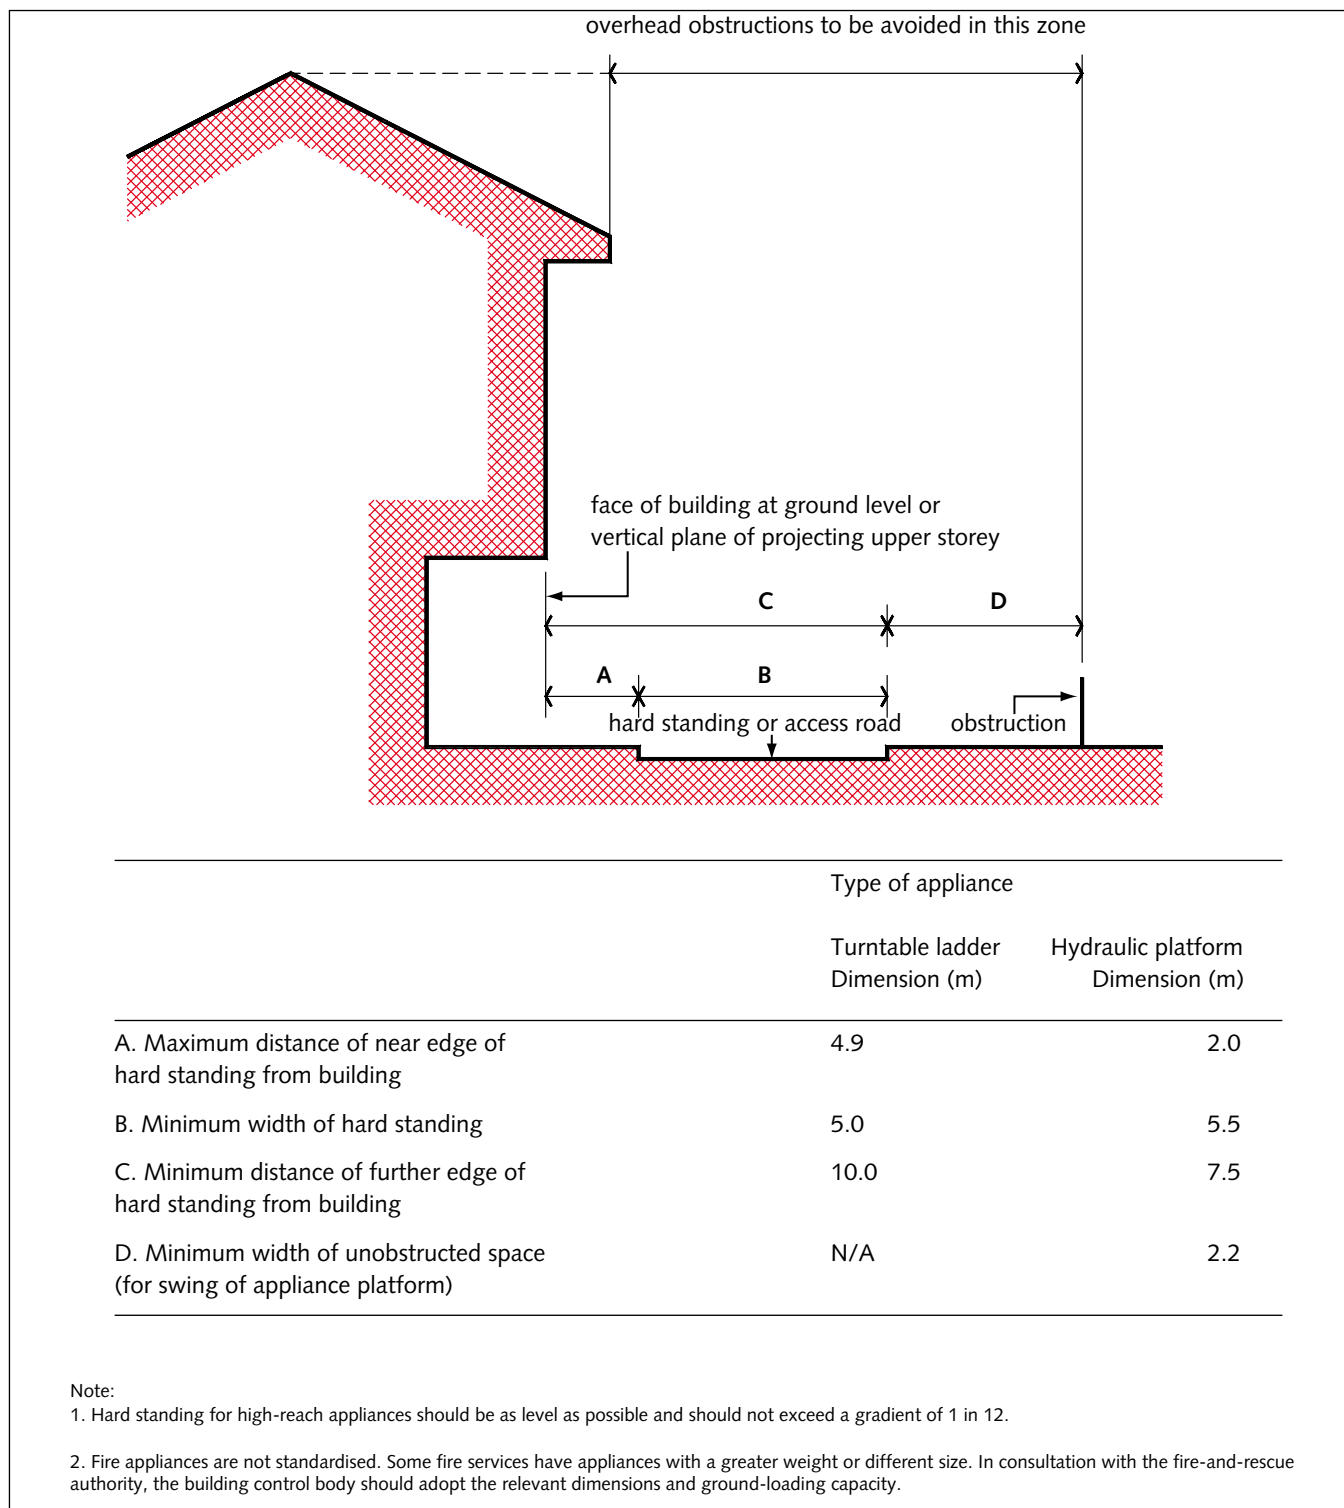 overhead obstructions to be avoided in this zone
face of building at ground level or
vertical plane of projecting upper storey
C
D
A
B
hard standing or access road
obstruction
Type of appliance
Turntable ladder Hydraulic platform
Dimension (m) Dimension (m)
A. Maximum distance of near edge of 4.9 2.0
hard standing from building
B. Minimum width of hard standing 5.0 5.5
C. Minimum distance of further edge of 10.0 7.5
hard standing from building
D. Minimum width of unobstructed space N/A 2.2
(for swing of appliance platform)
Note:
1. Hard standing for high-reach appliances should be as level as possible and should not exceed a gradient of 1 in 12.
2. Fire appliances are not standardised. Some fire services have appliances with a greater weight or different size. In consultation with the fire-and-rescue
authority, the building control body should adopt the relevant dimensions and ground-loading capacity.